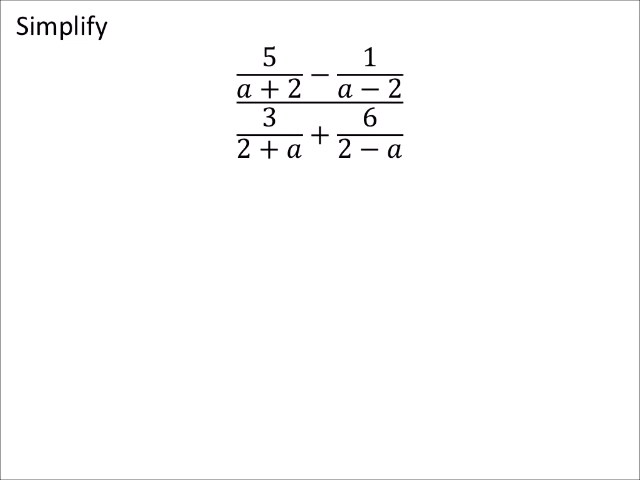 Simplify
5 1
a + 2 − a − 2
3 6
2 + a + 2 − a